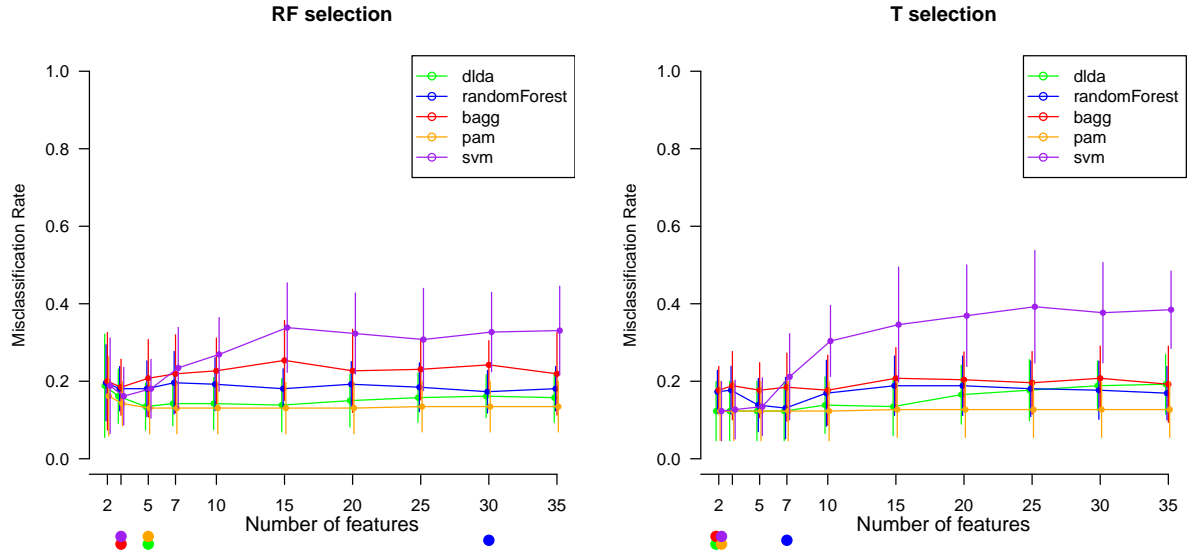 RF selection
Misclassification Rate
1.0
0.8
0.6
0.4
0.2
0.0
dlda
randomForest
bagg
pam
svm
2 5 7 10 15 20 25 30 35
Number of features
T selection
Misclassification Rate
1.0
0.8
0.6
0.4
0.2
0.0
dlda
randomForest
bagg
pam
svm
2 5 7 10 15 20 25 30 35
Number of features